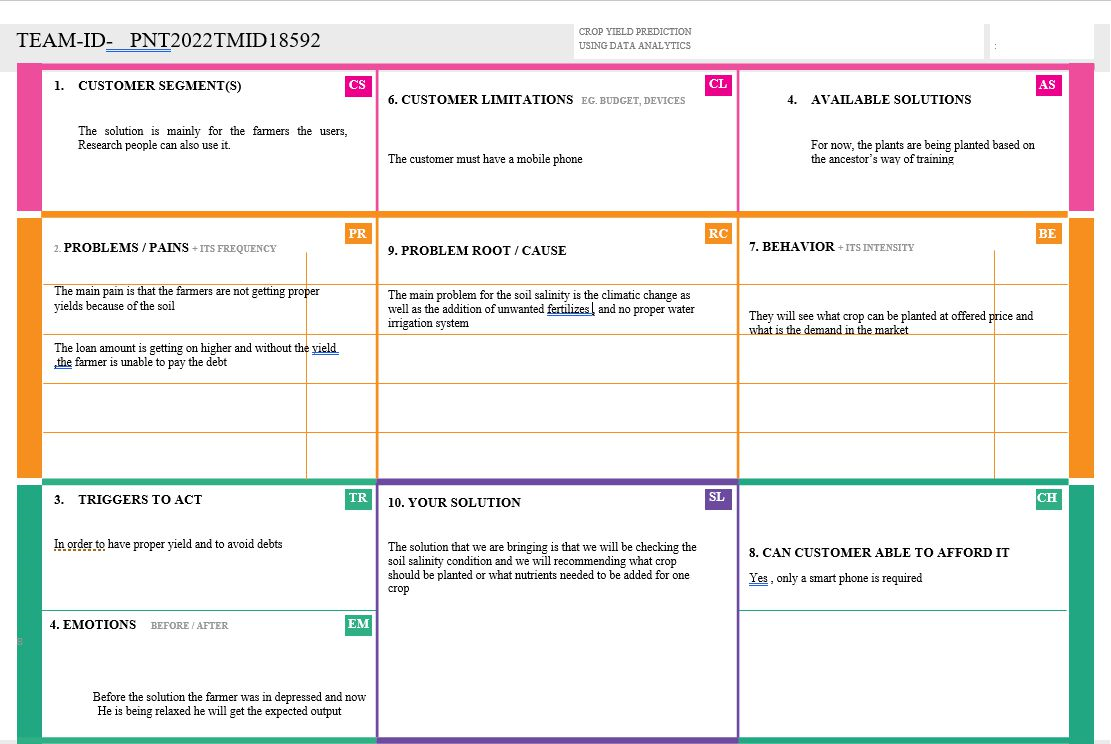 TEAM-ID- PNT2022TMID18592
CROP YIELD PREDICTION
USING DATA ANALYTICS
:
1. CUSTOMER SEGMENT(S)
CS
The solution is mainly for the farmers the users,
Research people can also use it.
6. CUSTOMER LIMITATIONS EG. BUDGET, DEVICES
CL
The customer must have a mobile phone
4. AVAILABLE SOLUTIONS
AS
For now, the plants are being planted based on
the ancestor’s way of training
2. PROBLEMS / PAINS + ITS FREQUENCY
PR
The main pain is that the farmers are not getting proper
yields because of the soil
The loan amount is getting on higher and without the yield
,the farmer is unable to pay the debt
9. PROBLEM ROOT / CAUSE
RC
The main problem for the soil salinity is the climatic change as
well as the addition of unwanted fertilizes, and no proper water
irrigation system
7. BEHAVIOR + ITS INTENSITY
BE
They will see what crop can be planted at offered price and
what is the demand in the market
3. TRIGGERS TO ACT
TR
In order to have proper yield and to avoid debts
4. EMOTIONS BEFORE / AFTER
EM
Before the solution the farmer was in depressed and now
He is being relaxed he will get the expected output
10. YOUR SOLUTION
SL
The solution that we are bringing is that we will be checking the
soil salinity condition and we will recommending what crop
should be planted or what nutrients needed to be added for one
crop
CH
8. CAN CUSTOMER ABLE TO AFFORD IT
Yes , only a smart phone is required